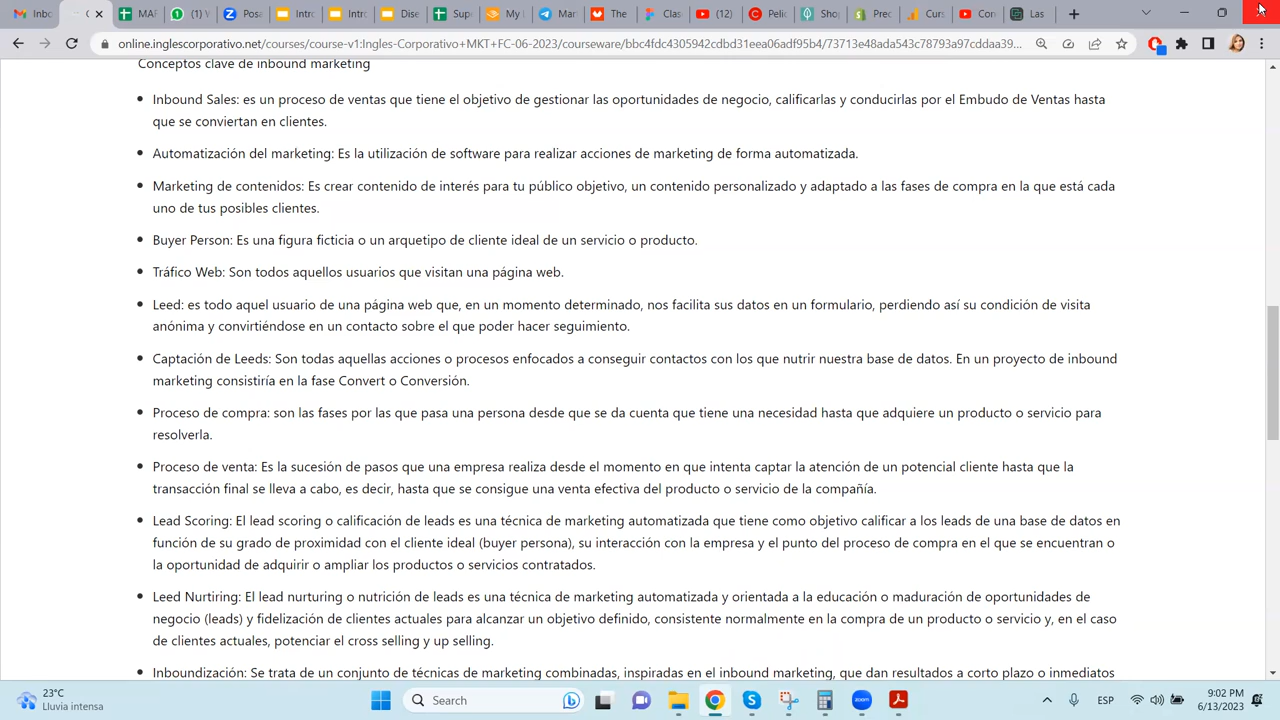 Inbo
MAR
(1) V
Posa
Intro
Intro
Dise
Supe
My L
Mar
The
Clas
(12)
Pelic
Sho
Prec
Curs
Con
Las
online.inglescorporativo.net/courses/course-v1:Ingles-Corporativo+MKT+FC-06-2023/courseware/bbc4fdc4305942cdbd31eea06adf95b4/73713e48ada543c78793a97cddaa39...
Conceptos clave de inbound marketing
Inbound Sales: es un proceso de ventas que tiene el objetivo de gestionar las oportunidades de negocio, calificarlas y conducirlas por el Embudo de Ventas hasta
que se conviertan en clientes.
Automatización del marketing: Es la utilización de software para realizar acciones de marketing de forma automatizada.
Marketing de contenidos: Es crear contenido de interés para tu público objetivo, un contenido personalizado y adaptado a las fases de compra en la que está cada
uno de tus posibles clientes.
Buyer Person: Es una figura ficticia o un arquetipo de cliente ideal de un servicio o producto.
Tráfico Web: Son todos aquellos usuarios que visitan una página web.
Leed: es todo aquel usuario de una página web que, en un momento determinado, nos facilita sus datos en un formulario, perdiendo así su condición de visita
anónima y convirtiéndose en un contacto sobre el que poder hacer seguimiento.
Captación de Leeds: Son todas aquellas acciones o procesos enfocados a conseguir contactos con los que nutrir nuestra base de datos. En un proyecto de inbound
marketing consistiría en la fase Convert o Conversión.
Proceso de compra: son las fases por las que pasa una persona desde que se da cuenta que tiene una necesidad hasta que adquiere un producto o servicio para
resolverla.
Proceso de venta: Es la sucesión de pasos que una empresa realiza desde el momento en que intenta captar la atención de un potencial cliente hasta que la
transacción final se lleva a cabo, es decir, hasta que se consigue una venta efectiva del producto o servicio de la compañía.
Lead Scoring: El lead scoring o calificación de leads es una técnica de marketing automatizada que tiene como objetivo calificar a los leads de una base de datos en
función de su grado de proximidad con el cliente ideal (buyer persona), su interacción con la empresa y el punto del proceso de compra en el que se encuentran o
la oportunidad de adquirir o ampliar los productos o servicios contratados.
Leed Nurtiring: El lead nurturing o nutrición de leads es una técnica de marketing automatizada y orientada a la educación o maduración de oportunidades de
negocio (leads) y fidelización de clientes actuales para alcanzar un objetivo definido, consistente normalmente en la compra de un producto o servicio y, en el caso
de clientes actuales, potenciar el cross selling y up selling.
Inboundización: Se trata de un conjunto de técnicas de marketing combinadas, inspiradas en el inbound marketing, que dan resultados a corto plazo o inmediatos
23°C
Lluvia intensa
Search
zoom
ESP
9:02 PM
6/13/2023